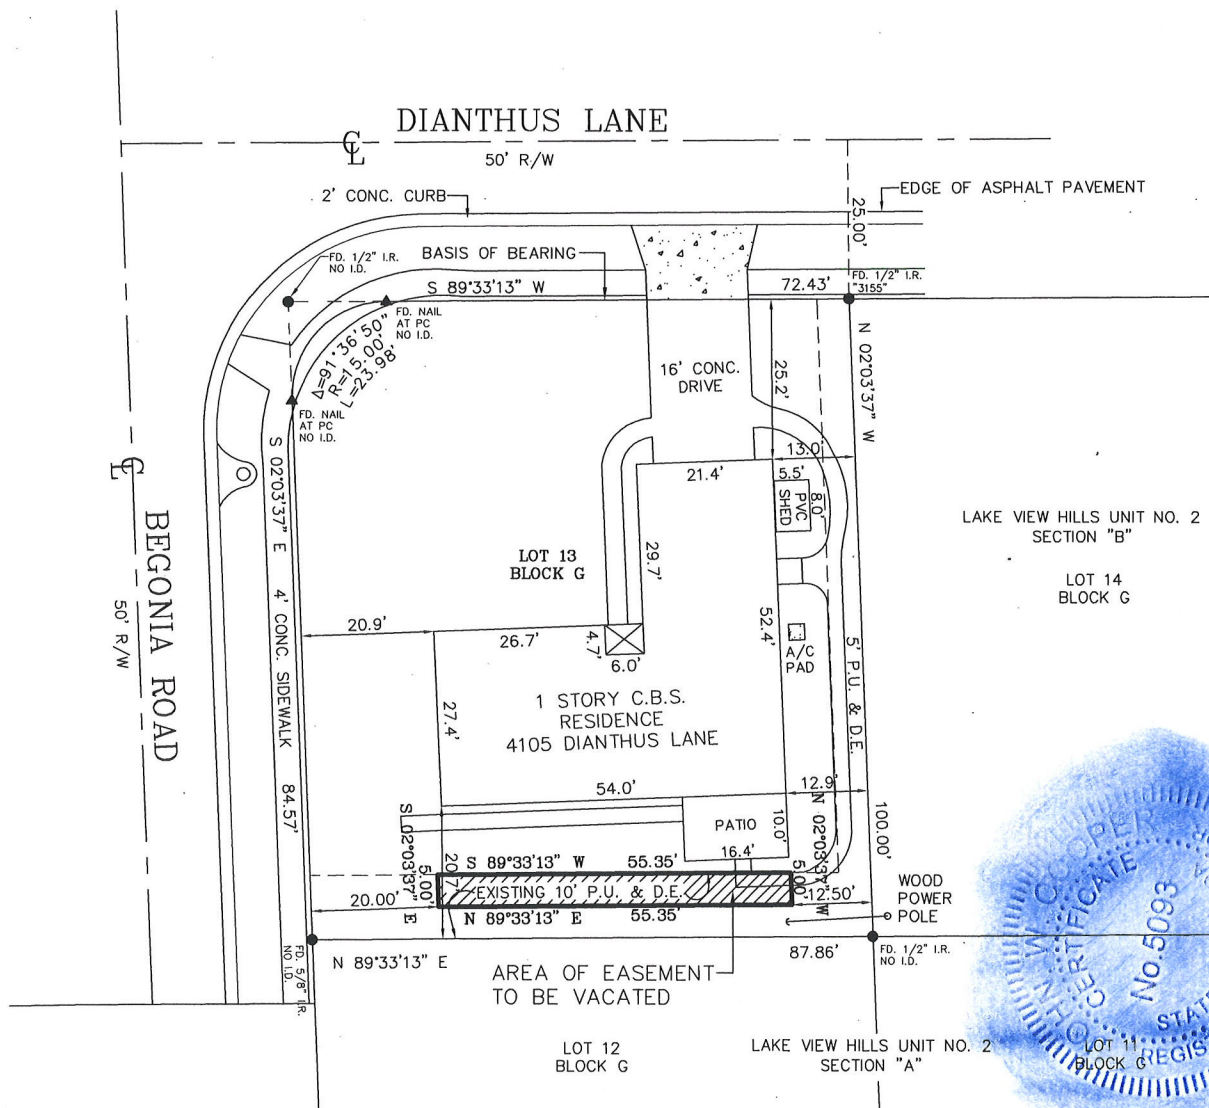 DIANTHUS LANE
℄
50' R/W
2' CONC. CURB
EDGE OF ASPHALT PAVEMENT
25.00'
FD. 1/2" I.R.
NO I.D.
BASIS OF BEARING
S 89°33'13" W
72.43'
FD. 1/2" I.R.
"3155"
FD. NAIL
AT PC
NO I.D.
Δ=91°36'50"
R=15.00'
L=23.98'
FD. NAIL
AT PC
NO I.D.
16' CONC.
DRIVE
25.2'
N 02°03'37" W
℄
BEGONIA ROAD
50' R/W
S 02°03'37" E
4' CONC. SIDEWALK
84.57'
13.0'
21.4'
5.5'
8.0'
PVC
SHED
LAKE VIEW HILLS UNIT NO. 2
SECTION "B"
LOT 14
BLOCK G
LOT 13
BLOCK G
29.7'
52.4'
20.9'
26.7'
4.7'
6.0'
A/C
PAD
5' P.U. & D.E.
1 STORY C.B.S.
RESIDENCE
4105 DIANTHUS LANE
27.4'
54.0'
12.9'
100.00'
PATIO
10.0'
16.4'
S 02°03'37" E
5.00'
20.7'
S 89°33'13" W 55.35'
EXISTING 10' P.U. & D.E.
N 89°33'13" E 55.35'
N 02°03'37" W
5.00'
20.00'
12.50'
WOOD
POWER
POLE
FD. 5/8" I.R.
NO I.D.
N 89°33'13" E
87.86'
FD. 1/2" I.R.
NO I.D.
AREA OF EASEMENT
TO BE VACATED
LOT 12
BLOCK G
LAKE VIEW HILLS UNIT NO. 2
SECTION "A"
LOT 11
BLOCK G
JOHN W. COOPER
CERTIFICATE
No.5093